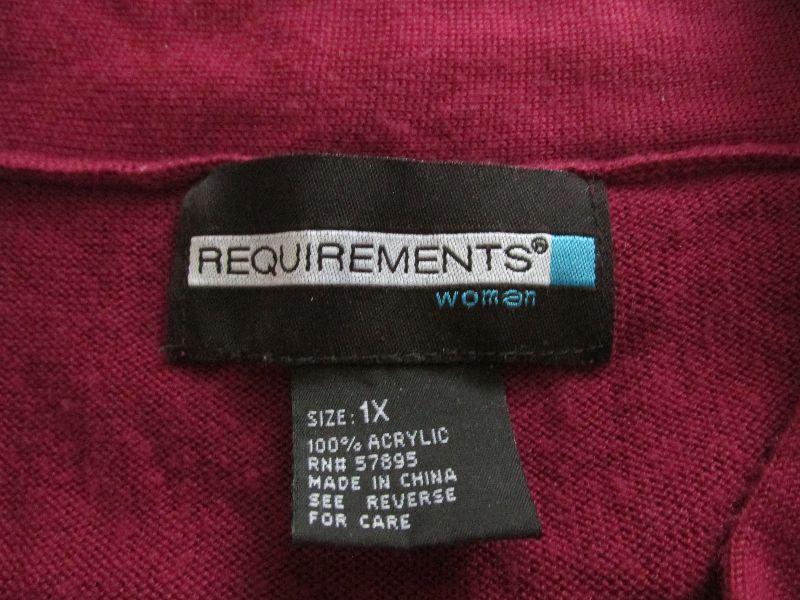 REQUIREMENTS®
woman
SIZE: 1X
100% ACRYLIC
RN# 57895
MADE IN CHINA
SEE REVERSE
FOR CARE